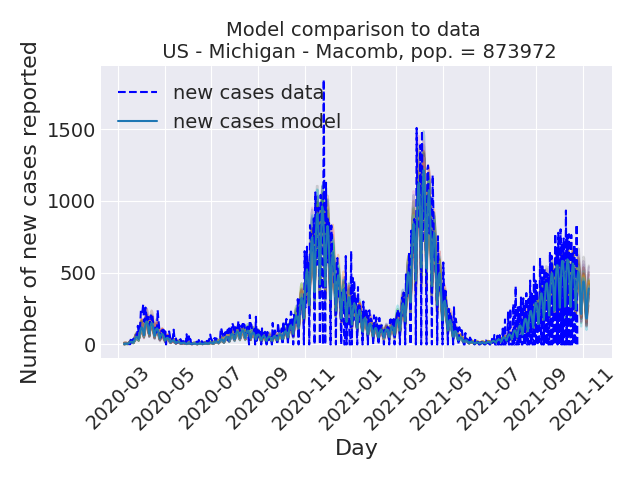 Model comparison to data
US - Michigan - Macomb, pop. = 873972
Number of new cases reported
new cases data
new cases model
1500
1000
500
0
2020-03
2020-05
2020-07
2020-09
2020-11
2021-01
2021-03
2021-05
2021-07
2021-09
2021-11
Day